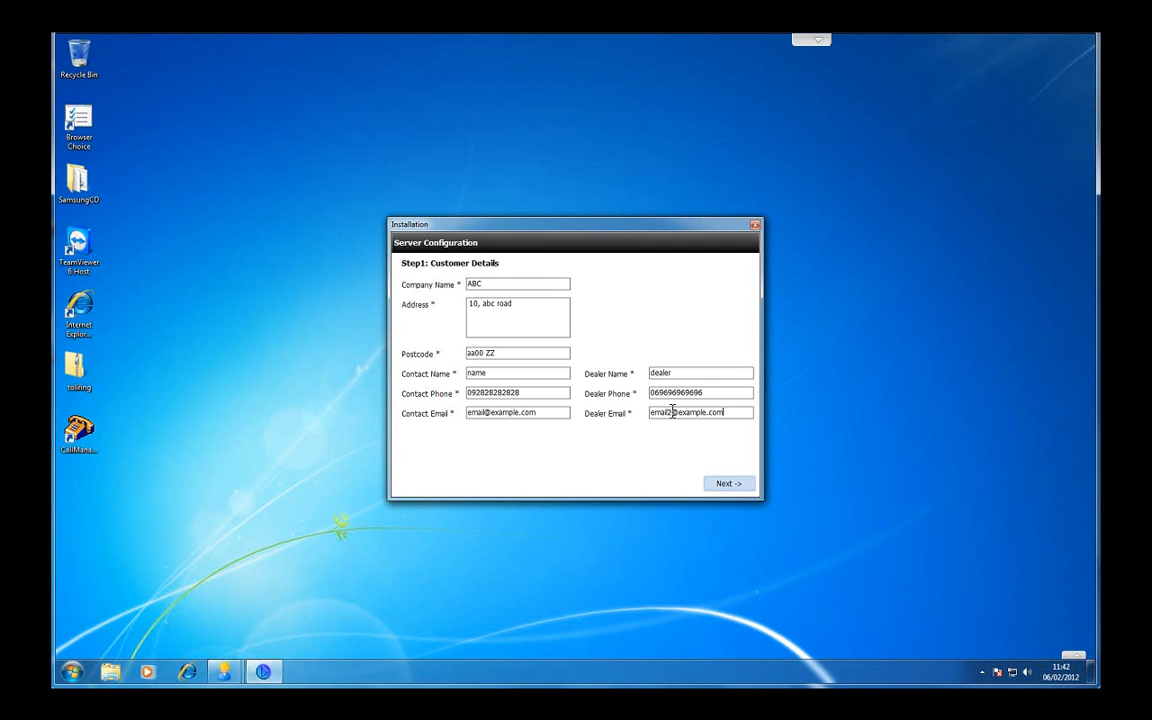 Recycle Bin
Browser
Choice
SamsungCD
TeamViewer
6 Host
Internet
Explor...
tollring
CallMana...
Installation
Server Configuration
Step1: Customer Details
Company Name * ABC
Address * 10, abc road
Postcode * aa00 ZZ
Contact Name * name Dealer Name * dealer
Contact Phone * 092828282828 Dealer Phone * 069696969696
Contact Email * email@example.com Dealer Email * email2@example.com
Next ->
11:42
06/02/2012